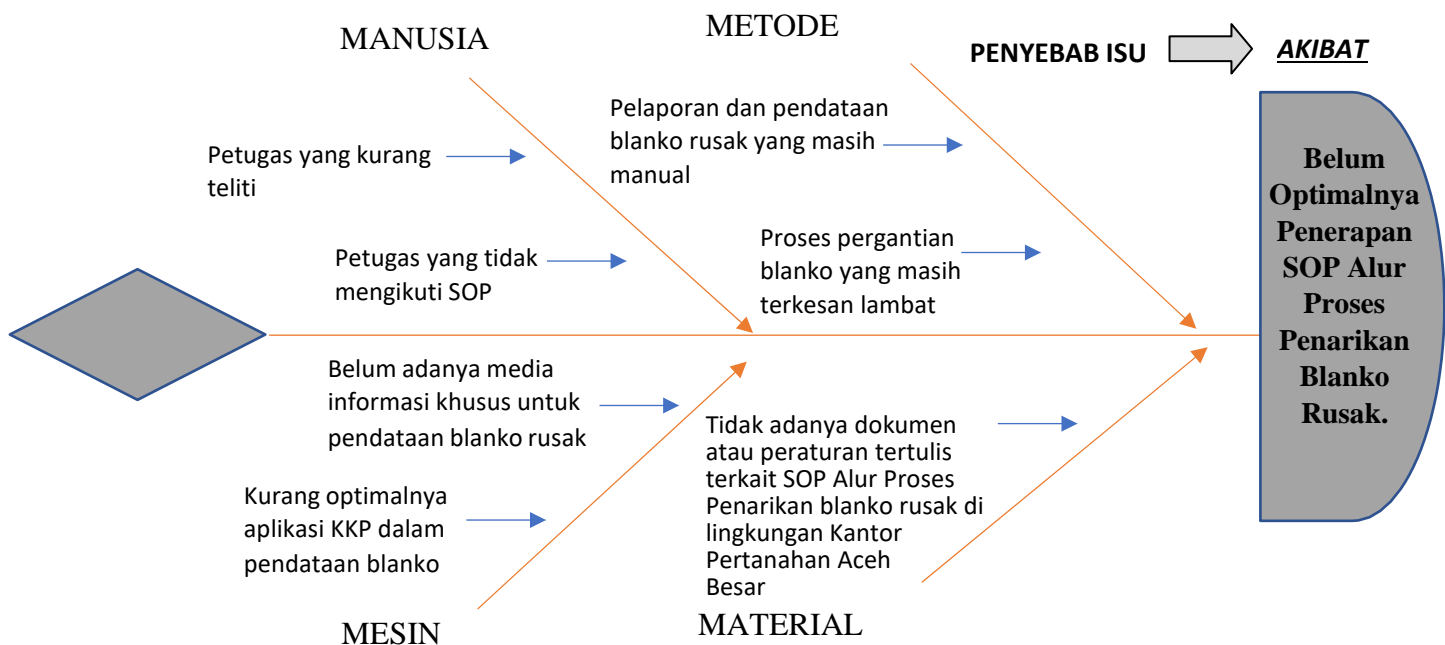 MANUSIA
METODE
PENYEBAB ISU
AKIBAT
Petugas yang kurang
teliti
Pelaporan dan pendataan
blanko rusak yang masih
manual
Petugas yang tidak
mengikuti SOP
Proses pergantian
blanko yang masih
terkesan lambat
Belum
Optimalnya
Penerapan
SOP Alur
Proses
Penarikan
Blanko
Rusak.
Belum adanya media
informasi khusus untuk
pendataan blanko rusak
Kurang optimalnya
aplikasi KKP dalam
pendataan blanko
Tidak adanya dokumen
atau peraturan tertulis
terkait SOP Alur Proses
Penarikan blanko rusak di
lingkungan Kantor
Pertanahan Aceh
Besar
MESIN
MATERIAL